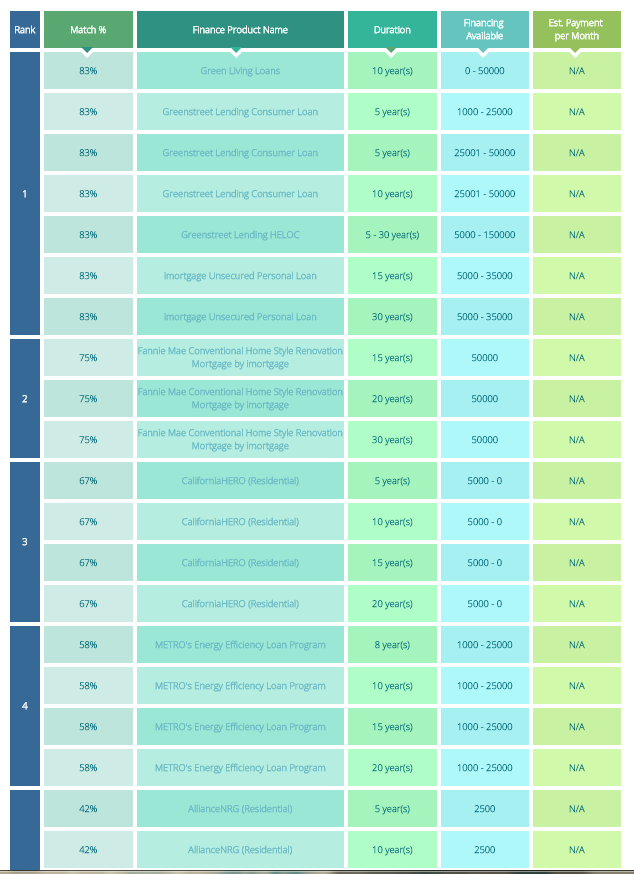 Rank Match % Finance Product Name Duration Financing Available Est. Payment per Month
83% Green Living Loans 10 year(s) 0 - 50000 N/A
83% Greenstreet Lending Consumer Loan 5 year(s) 1000 - 25000 N/A
83% Greenstreet Lending Consumer Loan 5 year(s) 25001 - 50000 N/A
1 83% Greenstreet Lending Consumer Loan 10 year(s) 25001 - 50000 N/A
83% Greenstreet Lending HELOC 5 - 30 year(s) 5000 - 150000 N/A
83% Imortgage Unsecured Personal Loan 15 year(s) 5000 - 35000 N/A
83% Imortgage Unsecured Personal Loan 30 year(s) 5000 - 35000 N/A
75% Fannie Mae Conventional Home Style Renovation Mortgage by imortgage 15 year(s) 50000 N/A
2 75% Fannie Mae Conventional Home Style Renovation Mortgage by imortgage 20 year(s) 50000 N/A
75% Fannie Mae Conventional Home Style Renovation Mortgage by imortgage 30 year(s) 50000 N/A
67% CaliforniaHERO (Residential) 5 year(s) 5000 - 0 N/A
67% CaliforniaHERO (Residential) 10 year(s) 5000 - 0 N/A
3
67% CaliforniaHERO (Residential) 15 year(s) 5000 - 0 N/A
67% CaliforniaHERO (Residential) 20 year(s) 5000 - 0 N/A
58% METRO's Energy Efficiency Loan Program 8 year(s) 1000 - 25000 N/A
58% METRO's Energy Efficiency Loan Program 10 year(s) 1000 - 25000 N/A
4
58% METRO's Energy Efficiency Loan Program 15 year(s) 1000 - 25000 N/A
58% METRO's Energy Efficiency Loan Program 20 year(s) 1000 - 25000 N/A
42% AllianceNRG (Residential) 5 year(s) 2500 N/A
42% AllianceNRG (Residential) 10 year(s) 2500 N/A